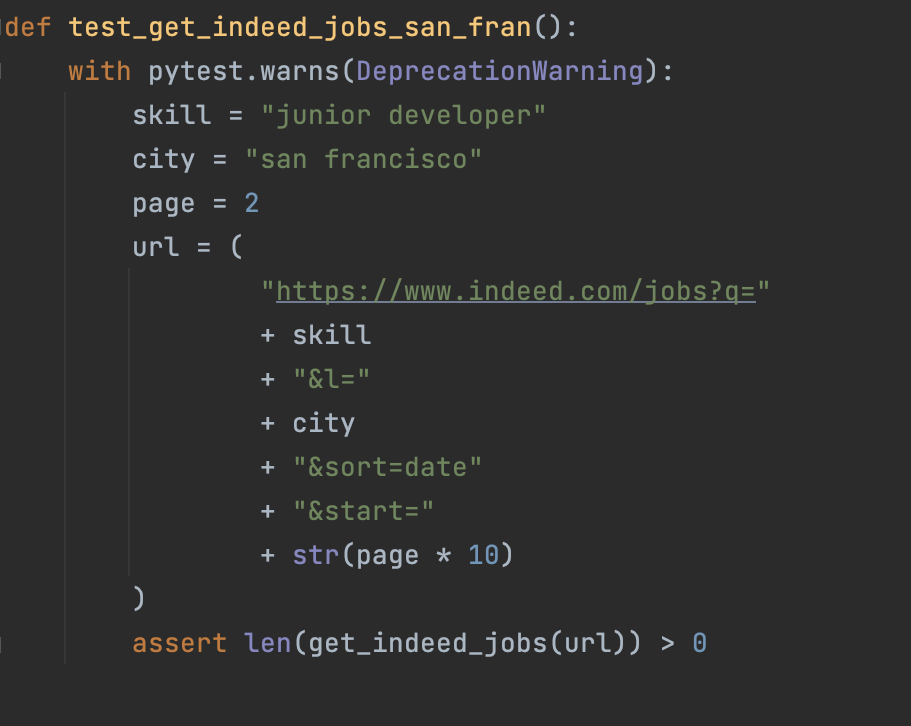 def test_get_indeed_jobs_san_fran():
    with pytest.warns(DeprecationWarning):
        skill = "junior developer"
        city = "san francisco"
        page = 2
        url = (
                "https://www.indeed.com/jobs?q="
                + skill
                + "&l="
                + city
                + "&sort=date"
                + "&start="
                + str(page * 10)
        )
        assert len(get_indeed_jobs(url)) > 0